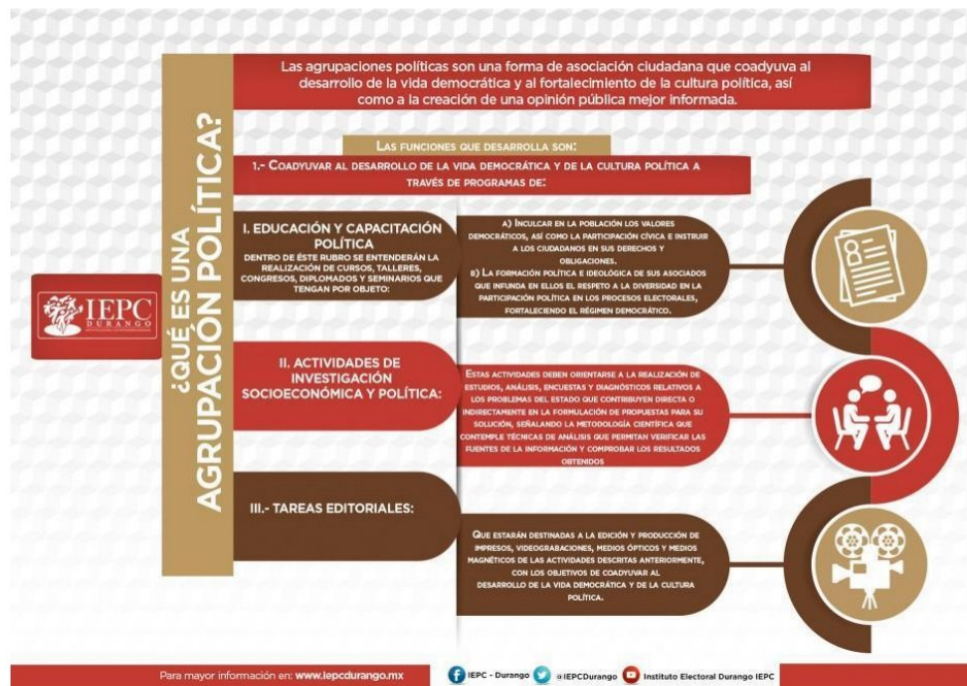 ¿QUÉ ES UNA
AGRUPACIÓN POLÍTICA?
Las agrupaciones políticas son una forma de asociación ciudadana que coadyuva al
desarrollo de la vida democrática y al fortalecimiento de la cultura política, así
como a la creación de una opinión pública mejor informada.
LAS FUNCIONES QUE DESARROLLA SON:
1.- COADYUVAR AL DESARROLLO DE LA VIDA DEMOCRÁTICA Y DE LA CULTURA POLÍTICA A
TRAVÉS DE PROGRAMAS DE:
I. EDUCACIÓN Y CAPACITACIÓN
POLÍTICA
DENTRO DE ÉSTE RUBRO SE ENTENDERÁN LA
REALIZACIÓN DE CURSOS, TALLERES,
CONGRESOS, DIPLOMADOS Y SEMINARIOS QUE
TENGAN POR OBJETO:
A) INCULCAR EN LA POBLACIÓN LOS VALORES
DEMOCRÁTICOS, ASÍ COMO LA PARTICIPACIÓN CÍVICA E INSTRUIR
A LOS CIUDADANOS EN SUS DERECHOS Y
OBLIGACIONES.
B) LA FORMACIÓN POLÍTICA E IDEOLÓGICA DE SUS ASOCIADOS
QUE INFUNDA EN ELLOS EL RESPETO A LA DIVERSIDAD EN LA
PARTICIPACIÓN POLÍTICA EN LOS PROCESOS ELECTORALES,
FORTALECIENDO EL RÉGIMEN DEMOCRÁTICO.
IEPC
DURANGO
II. ACTIVIDADES DE
INVESTIGACIÓN
SOCIOECONÓMICA Y POLÍTICA:
ESTAS ACTIVIDADES DEBEN ORIENTARSE A LA REALIZACIÓN DE
ESTUDIOS, ANÁLISIS, ENCUESTAS Y DIAGNÓSTICOS RELATIVOS A
LOS PROBLEMAS DEL ESTADO QUE CONTRIBUYEN DIRECTA O
INDIRECTAMENTE EN LA FORMULACIÓN DE PROPUESTAS PARA SU
SOLUCIÓN, SEÑALANDO LA METODOLOGÍA CIENTÍFICA QUE
CONTEMPLE TÉCNICAS DE ANÁLISIS QUE PERMITAN VERIFICAR LAS
FUENTES DE LA INFORMACIÓN Y COMPROBAR LOS RESULTADOS
OBTENIDOS
III.- TAREAS EDITORIALES:
QUE ESTARÁN DESTINADAS A LA EDICIÓN Y PRODUCCIÓN DE
IMPRESOS, VIDEOGRABACIONES, MEDIOS ÓPTICOS Y MEDIOS
MAGNÉTICOS DE LAS ACTIVIDADES DESCRITAS ANTERIORMENTE,
CON LOS OBJETIVOS DE COADYUVAR AL
DESARROLLO DE LA VIDA DEMOCRÁTICA Y DE LA CULTURA
POLÍTICA.
Para mayor información en: www.iepcdurango.mx
IEPC - Durango @IEPCDurango Instituto Electoral Durango IEPC